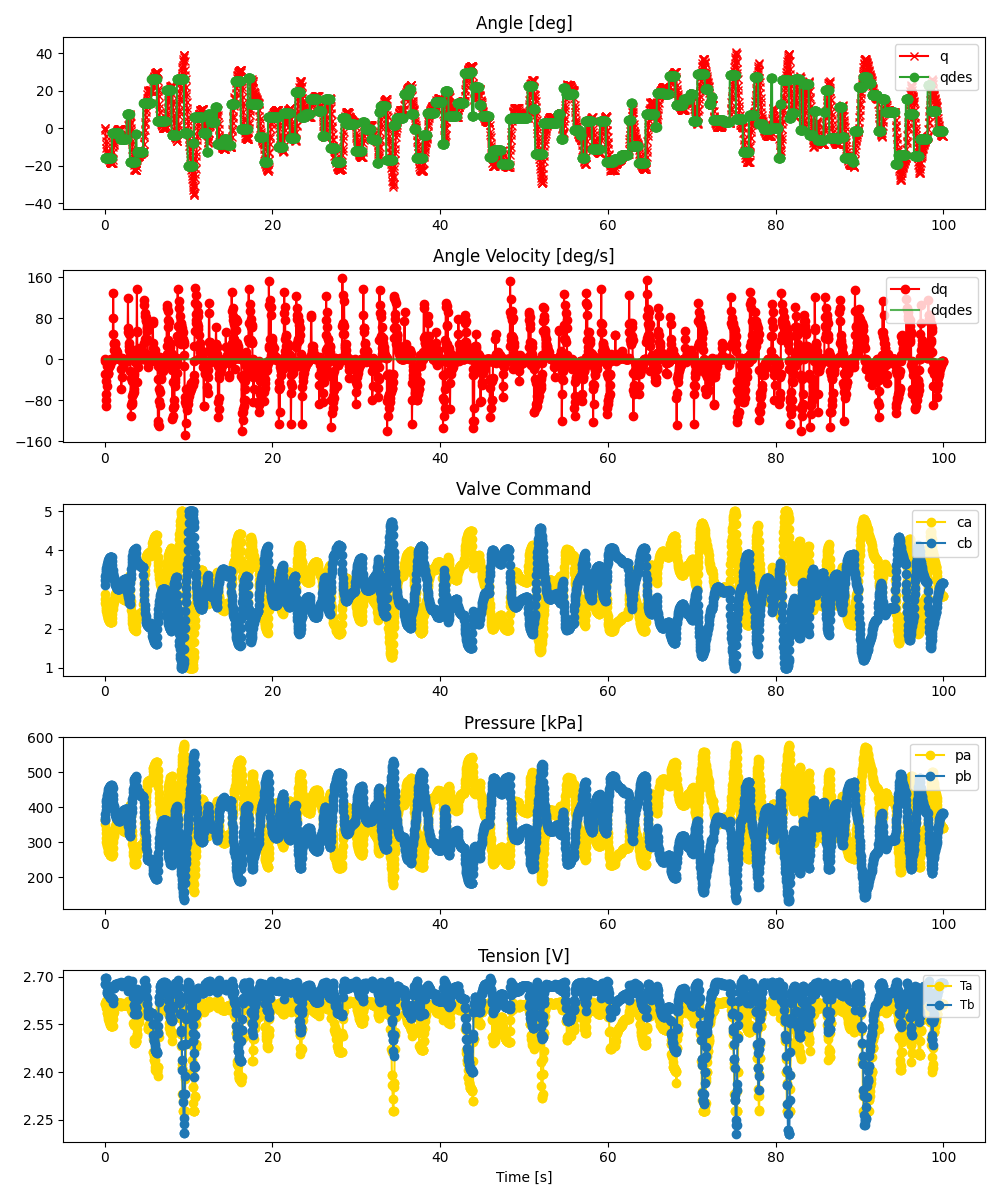 Angle [deg]
40
20
0
−20
−40
q
qdes
0 20 40 60 80 100
Angle Velocity [deg/s]
160
80
0
−80
−160
dq
dqdes
0 20 40 60 80 100
Valve Command
5
4
3
2
1
ca
cb
0 20 40 60 80 100
Pressure [kPa]
600
500
400
300
200
pa
pb
0 20 40 60 80 100
Tension [V]
2.70
2.55
2.40
2.25
Ta
Tb
0 20 40 60 80 100
Time [s]